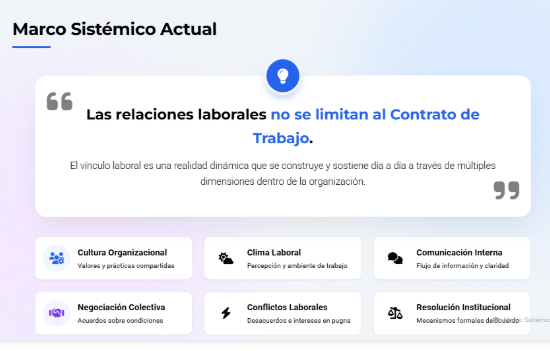 Marco Sistémico Actual
Las relaciones laborales no se limitan al Contrato de
Trabajo.
El vínculo laboral es una realidad dinámica que se construye y sostiene día a día a través de múltiples
dimensiones dentro de la organización.
Cultura Organizacional
Valores y prácticas compartidas
Clima Laboral
Percepción y ambiente de trabajo
Comunicación Interna
Flujo de información y claridad
Negociación Colectiva
Acuerdos sobre condiciones
Conflictos Laborales
Desacuerdos e intereses en pugna
Resolución Institucional
Mecanismos formales de acuerdo